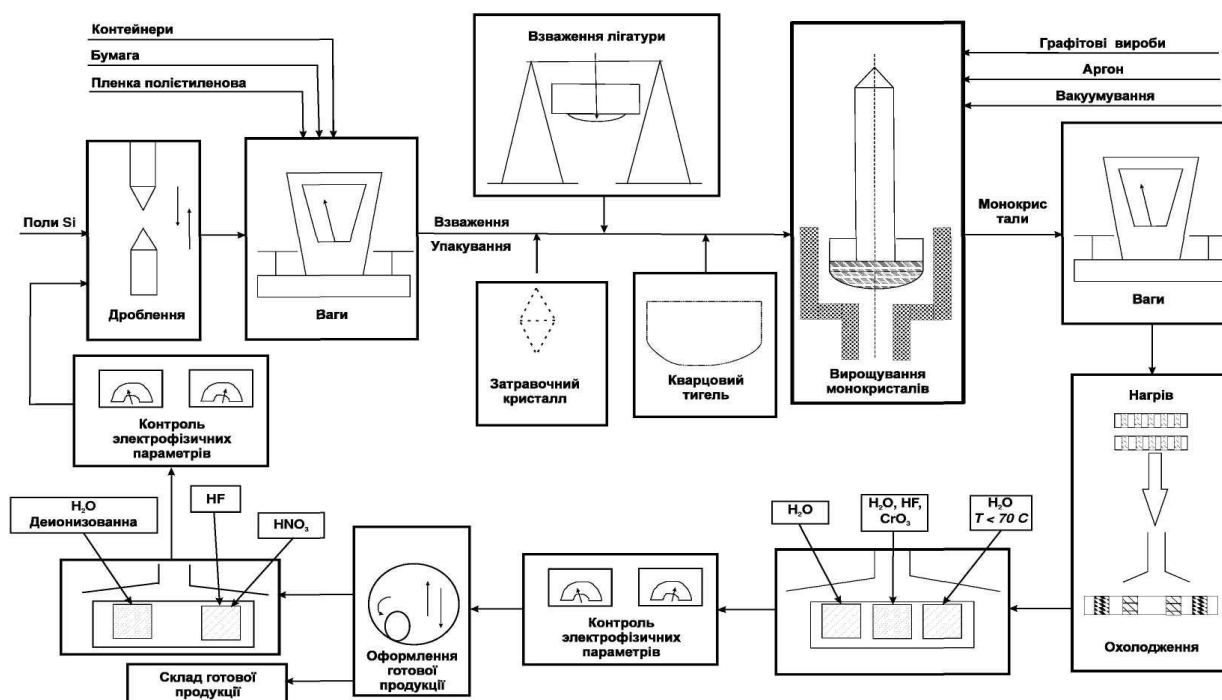 Контейнери
Бумага
Пленка полієтиленова
Взваження лігатури
Графітові вироби
Аргон
Вакуумування
Поли Si
Дроблення
Ваги
Взваження
Упакування
Затравочний
кристалл
Кварцовий
тигель
Вирощування
монокристалів
Монокрис
тали
Ваги
Контроль
электрофізичних
параметрів
Нагрів
Охолодження
H₂O
Деионизованна
HF
HNO₃
Оформлення
готової
продукції
Склад готової
продукції
Контроль
электрофізичних
параметрів
H₂O
H₂O, HF,
CrO₃
H₂O
T < 70 C